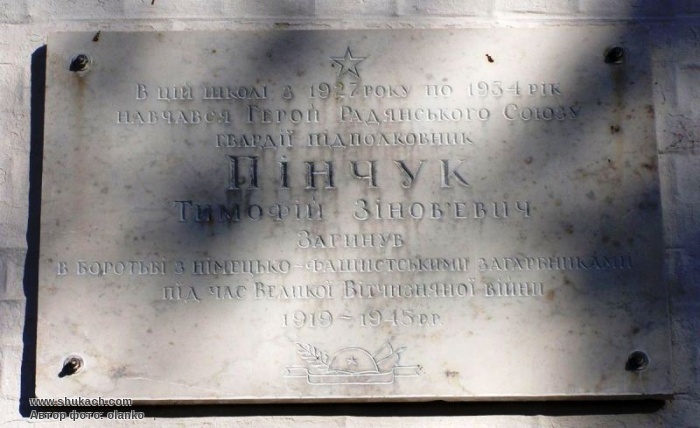 В цій школі з 1927 року по 1934 рік
навчався Герой Радянського Союзу
гвардії підполковник
ПІНЧУК
Тимофій Зінов'евич
Загинув
в боротьбі з німецько-фашистськими загарбниками
під час Великої Вітчизняної війни
1919-1945 рр.
www.shukach.com
Автор фото: olanko